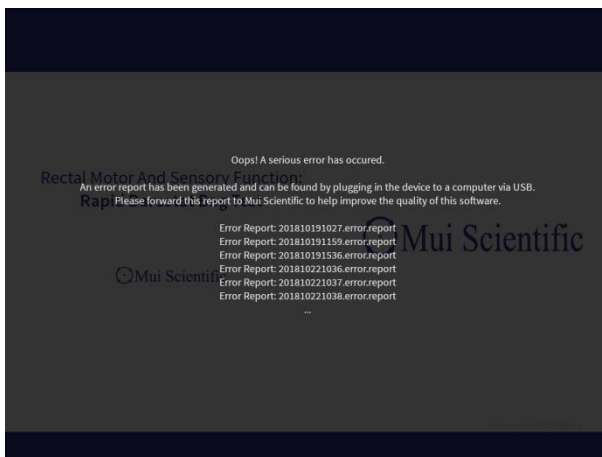 Oops! A serious error has occured.
Rectal Motor And Sensory Function:
An error report has been generated and can be found by plugging in the device to a computer via USB.
Please forward this report to Mui Scientific to help improve the quality of this software.
Rapid Barostat Bag Test
Error Report: 201810191027.error.report
Mui Scientific
Error Report: 201810191159.error.report
Error Report: 201810191536.error.report
Error Report: 201810221036.error.report
Mui Scientific
Error Report: 201810221037.error.report
Error Report: 201810221038.error.report
...